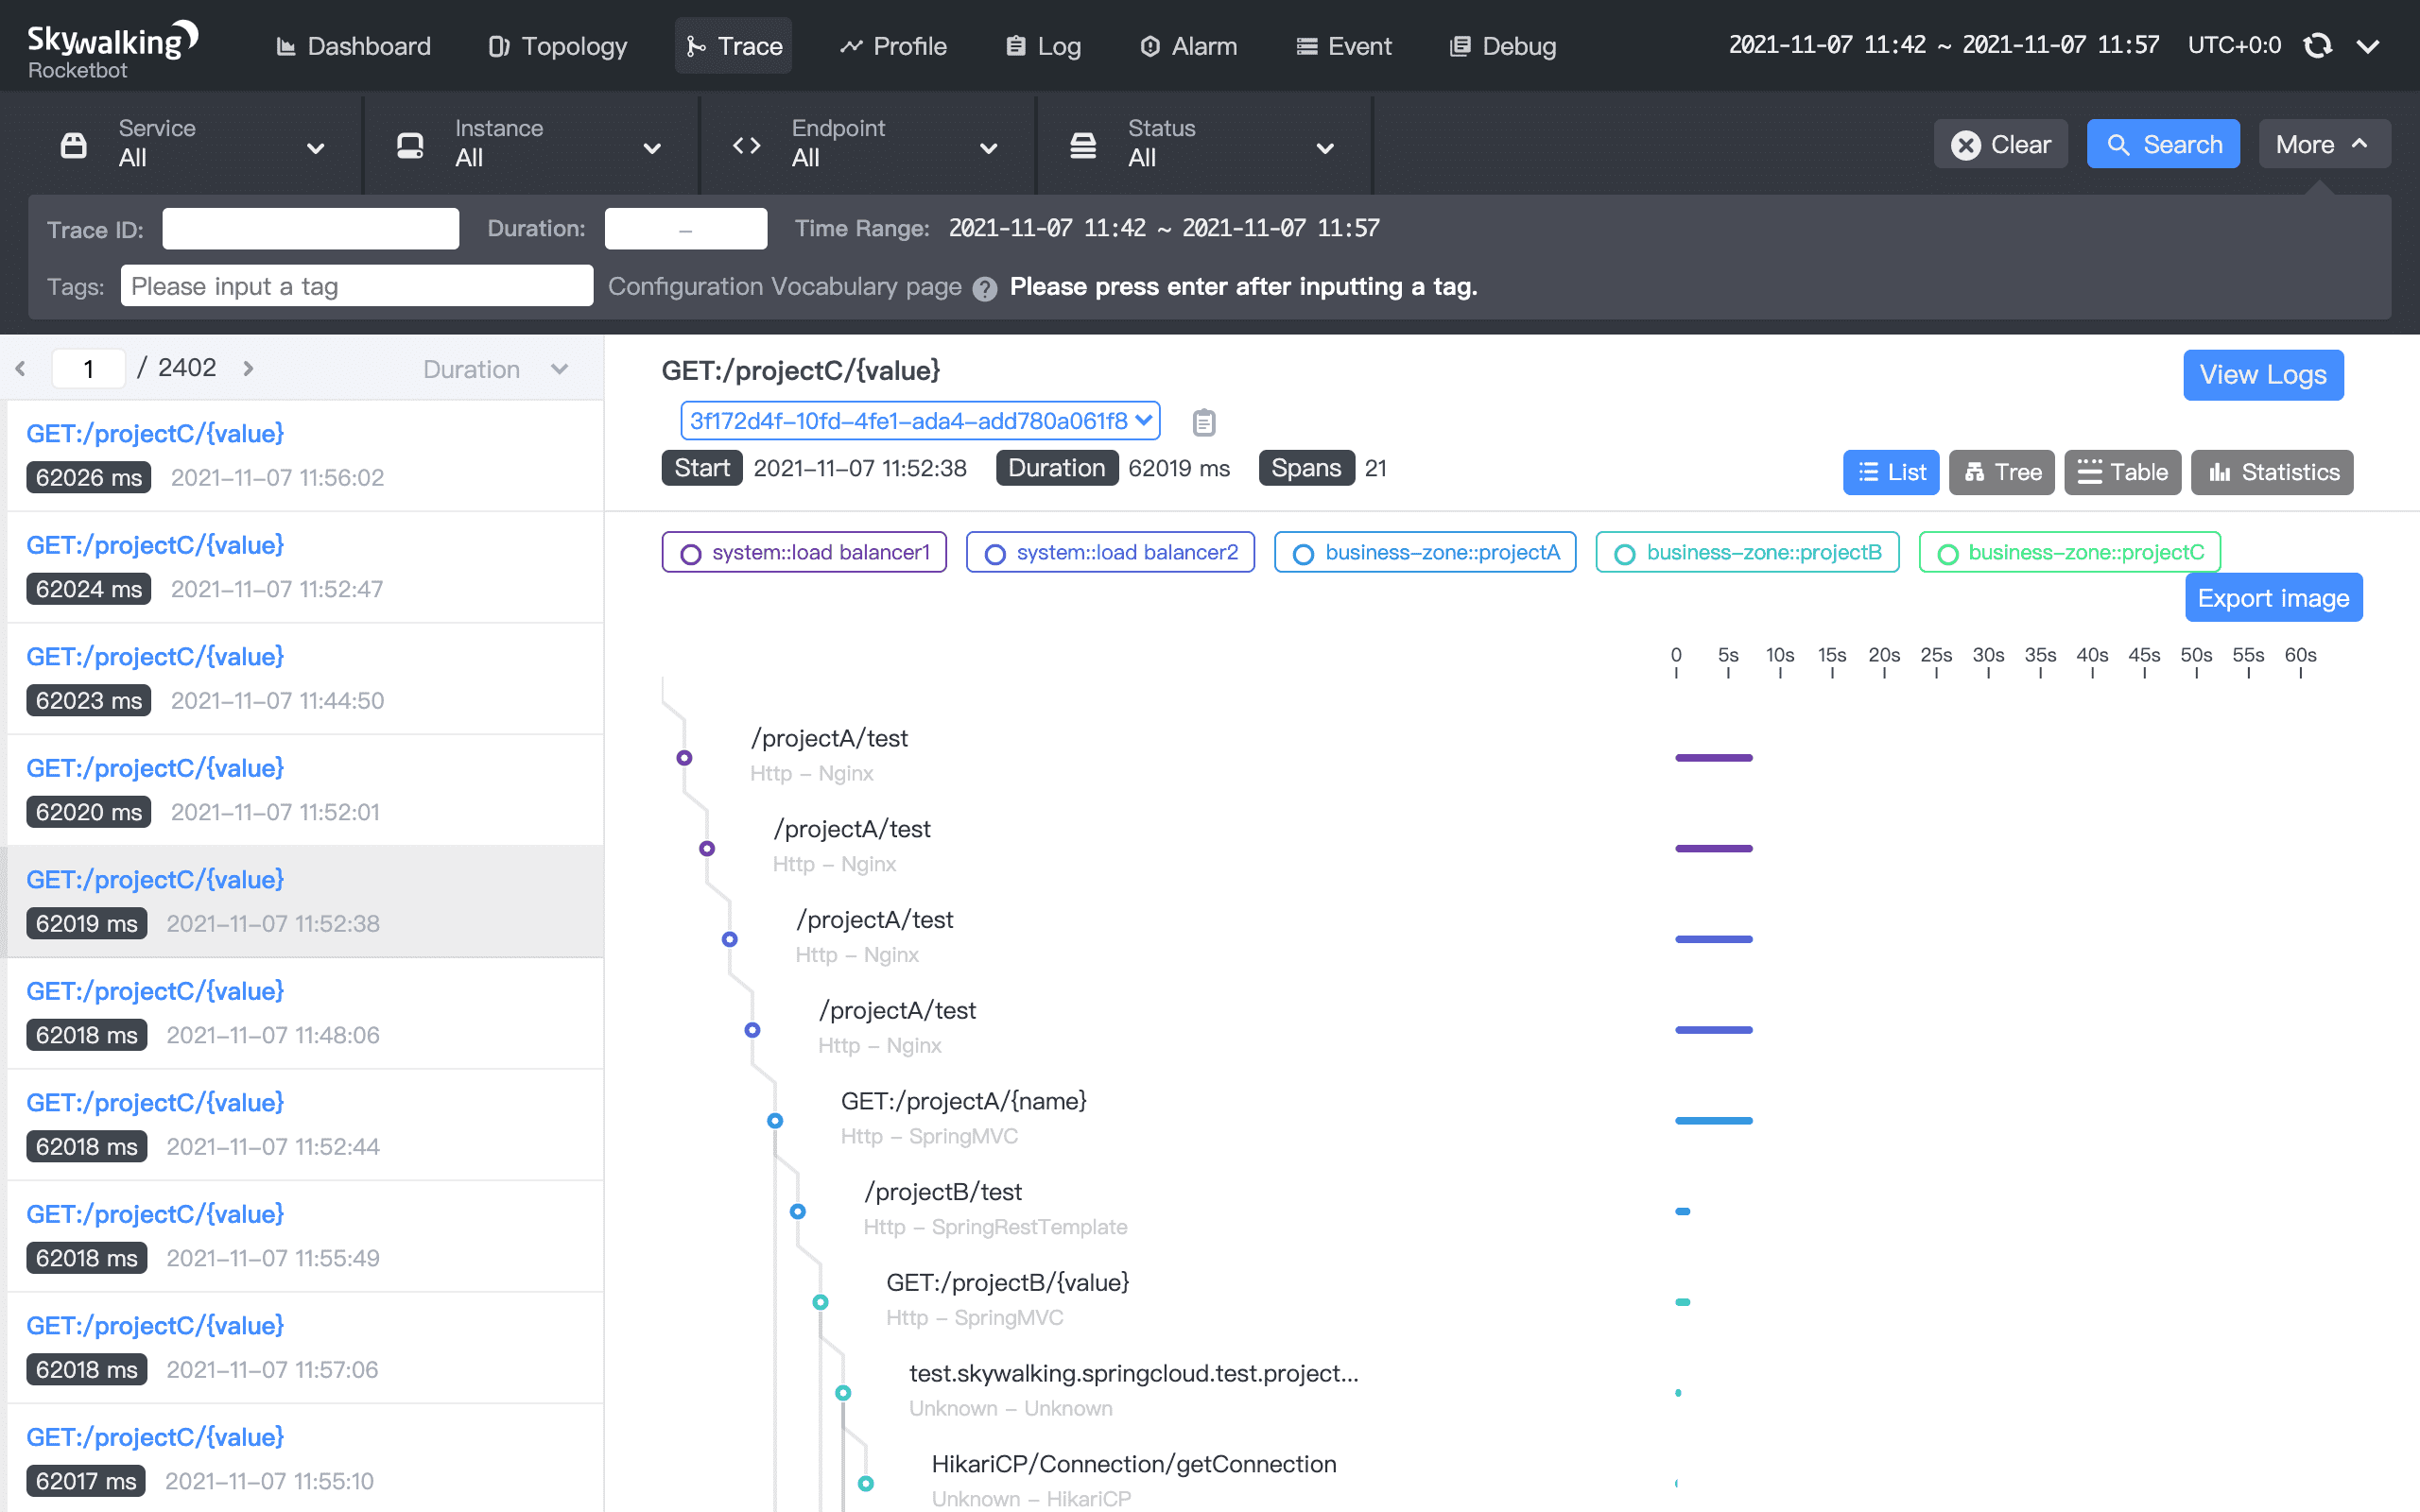 Skywalking
Rocketbot
Dashboard
Topology
Trace
Profile
Log
Alarm
Event
Debug
2021-11-07 11:42 ~ 2021-11-07 11:57
UTC+0:0
Service
All
Instance
All
Endpoint
All
Status
All
Clear
Search
More
Trace ID:
Duration:
–
Time Range:
2021-11-07 11:42 ~ 2021-11-07 11:57
Tags:
Please input a tag
Configuration Vocabulary page
?
Please press enter after inputting a tag.
1 / 2402
Duration
GET:/projectC/{value}
62026 ms 2021-11-07 11:56:02
GET:/projectC/{value}
62024 ms 2021-11-07 11:52:47
GET:/projectC/{value}
62023 ms 2021-11-07 11:44:50
GET:/projectC/{value}
62020 ms 2021-11-07 11:52:01
GET:/projectC/{value}
62019 ms 2021-11-07 11:52:38
GET:/projectC/{value}
62018 ms 2021-11-07 11:48:06
GET:/projectC/{value}
62018 ms 2021-11-07 11:52:44
GET:/projectC/{value}
62018 ms 2021-11-07 11:55:49
GET:/projectC/{value}
62018 ms 2021-11-07 11:57:06
GET:/projectC/{value}
62017 ms 2021-11-07 11:55:10
GET:/projectC/{value}
View Logs
3f172d4f-10fd-4fe1-ada4-add780a061f8
Start 2021-11-07 11:52:38 Duration 62019 ms Spans 21
List
Tree
Table
Statistics
system::load balancer1
system::load balancer2
business-zone::projectA
business-zone::projectB
business-zone::projectC
Export image
0 5s 10s 15s 20s 25s 30s 35s 40s 45s 50s 55s 60s
/projectA/test
Http - Nginx
/projectA/test
Http - Nginx
/projectA/test
Http - Nginx
/projectA/test
Http - Nginx
GET:/projectA/{name}
Http - SpringMVC
/projectB/test
Http - SpringRestTemplate
GET:/projectB/{value}
Http - SpringMVC
test.skywalking.springcloud.test.project...
Unknown - Unknown
HikariCP/Connection/getConnection
Unknown - HikariCP